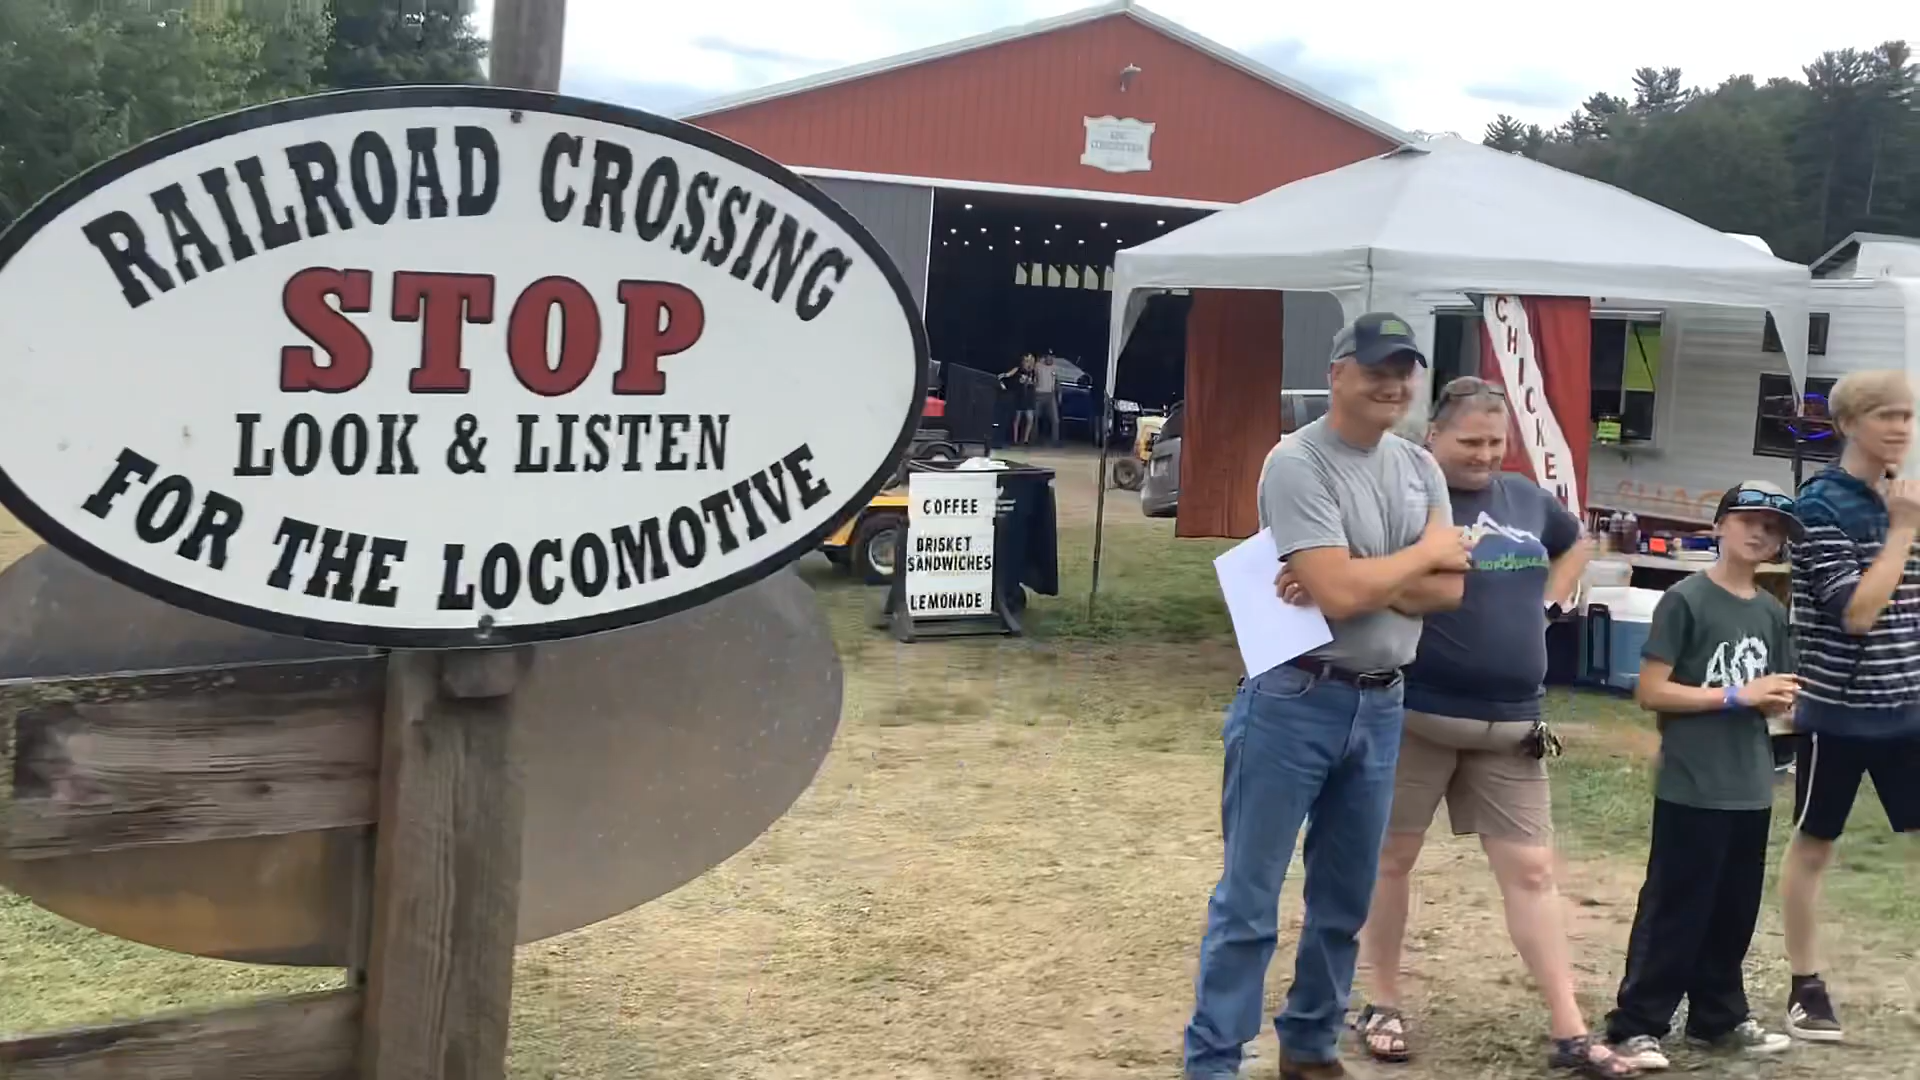 RAILROAD CROSSING
STOP
LOOK & LISTEN
FOR THE LOCOMOTIVE
COFFEE
BRISKET
SANDWICHES
LEMONADE
CHICKEN